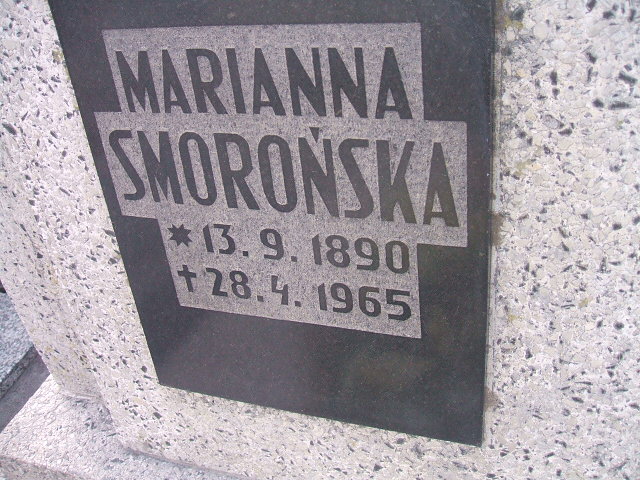 MARIANNA
SMOROŃSKA
* 13. 9. 1890
✝ 28. 4. 1965